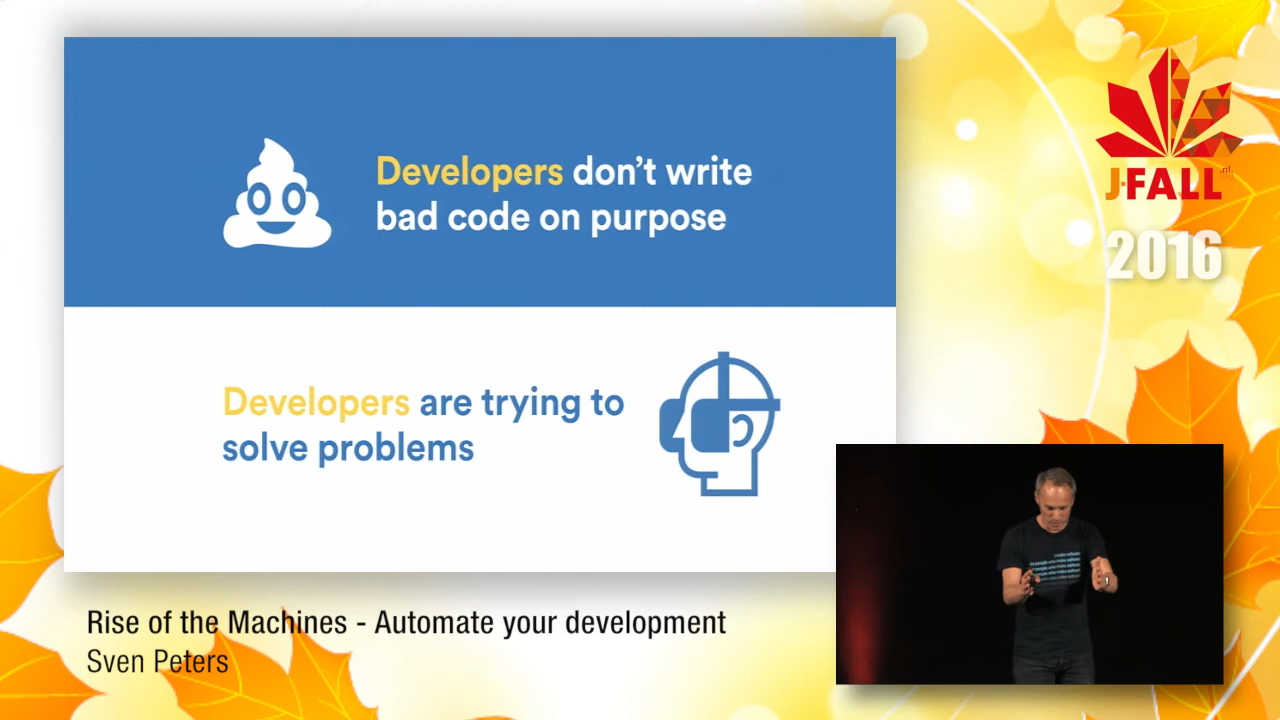 Developers don't write
bad code on purpose
Developers are trying to
solve problems
J-FALL
.nl
2016
Rise of the Machines - Automate your development
Sven Peters